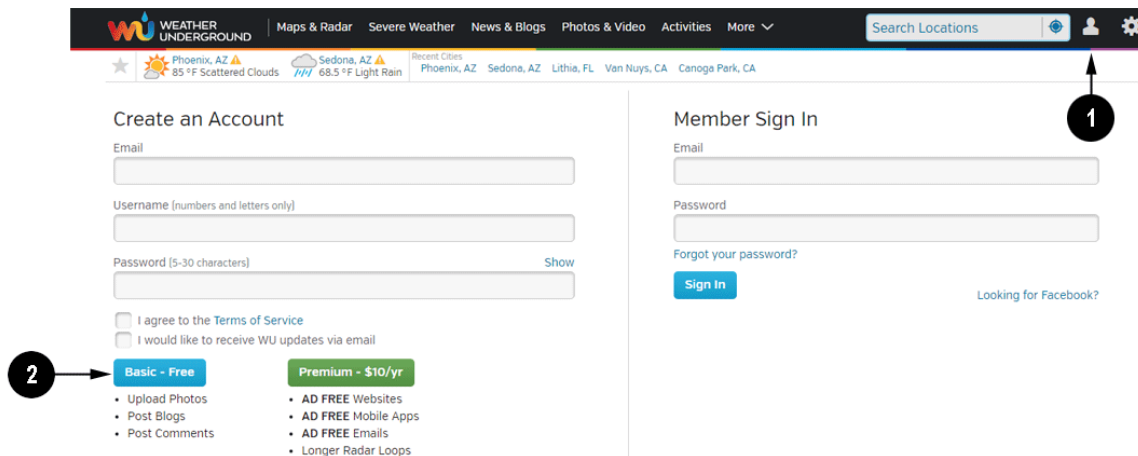 WEATHER
UNDERGROUND
Maps & Radar Severe Weather News & Blogs Photos & Video Activities More
Search Locations
Phoenix, AZ
85 °F Scattered Clouds
Sedona, AZ
68.5 °F Light Rain
Recent Cities
Phoenix, AZ Sedona, AZ Lithia, FL Van Nuys, CA Canoga Park, CA
1
Create an Account
Email
Username (numbers and letters only)
Password (5-30 characters) Show
I agree to the Terms of Service
I would like to receive WU updates via email
2
Basic - Free
Upload Photos
Post Blogs
Post Comments
Premium - $10/yr
AD FREE Websites
AD FREE Mobile Apps
AD FREE Emails
Longer Radar Loops
Member Sign In
Email
Password
Forgot your password?
Sign In
Looking for Facebook?